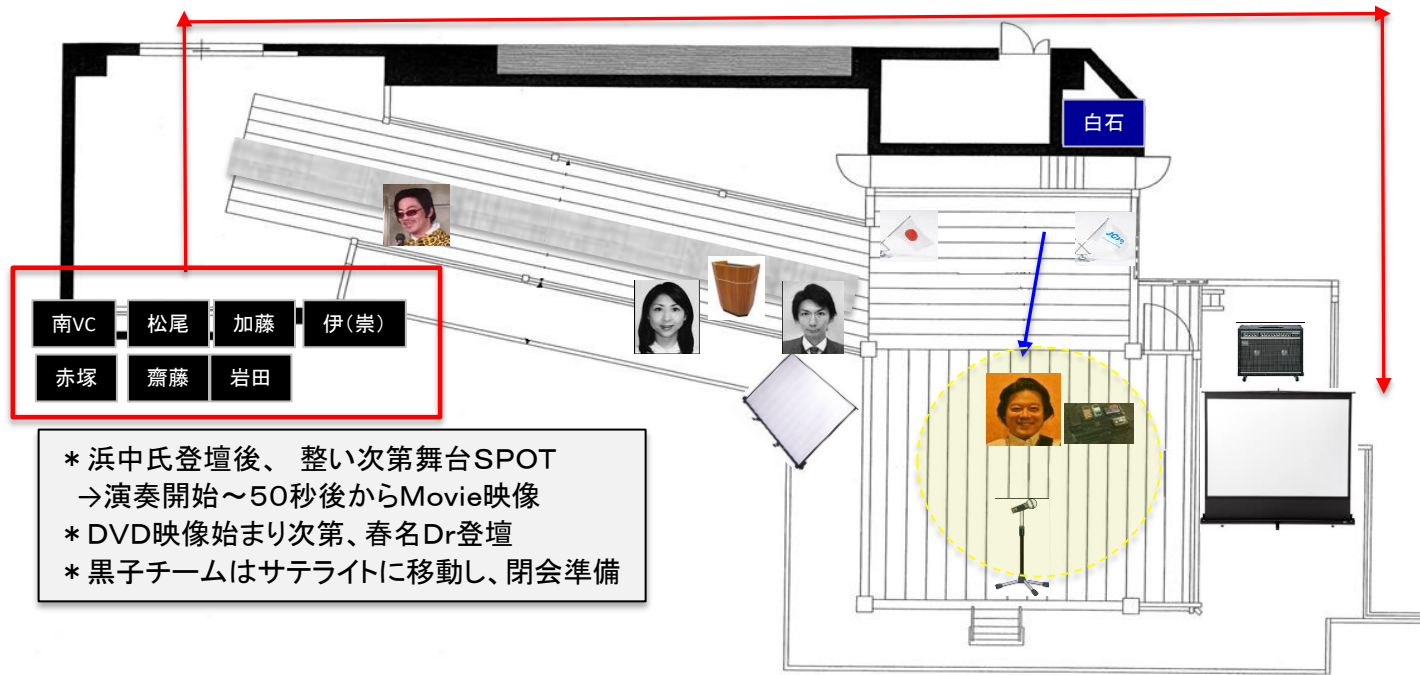 白石
南VC
松尾
加藤
伊(崇)
赤塚
齋藤
岩田
*浜中氏登壇後、 整い次第舞台SPOT
→演奏開始～50秒後からMovie映像
*DVD映像始まり次第、春名Dr登壇
*黒子チームはサテライトに移動し、閉会準備